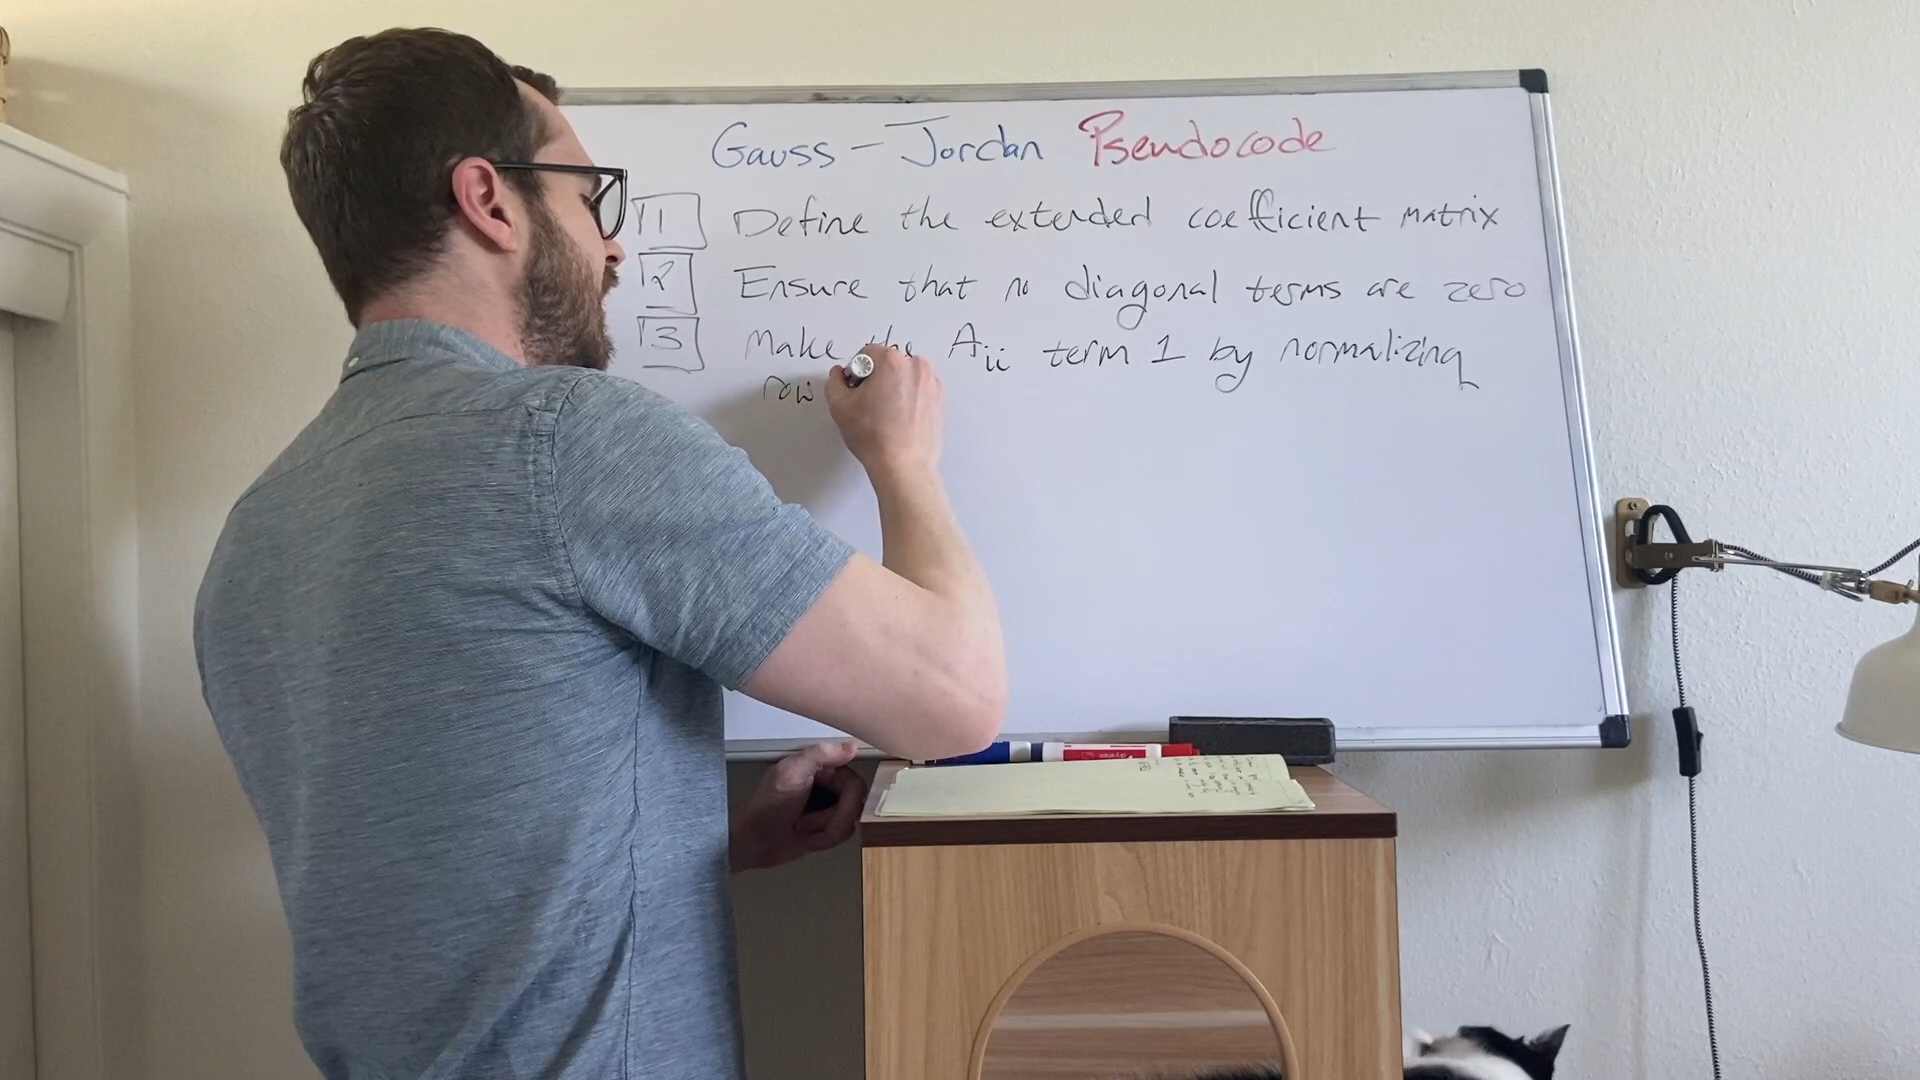 Gauss - Jordan Pseudocode
1 Define the extended coefficient matrix
2 Ensure that no diagonal terms are zero
3 Make the Aii term 1 by normalizing
row